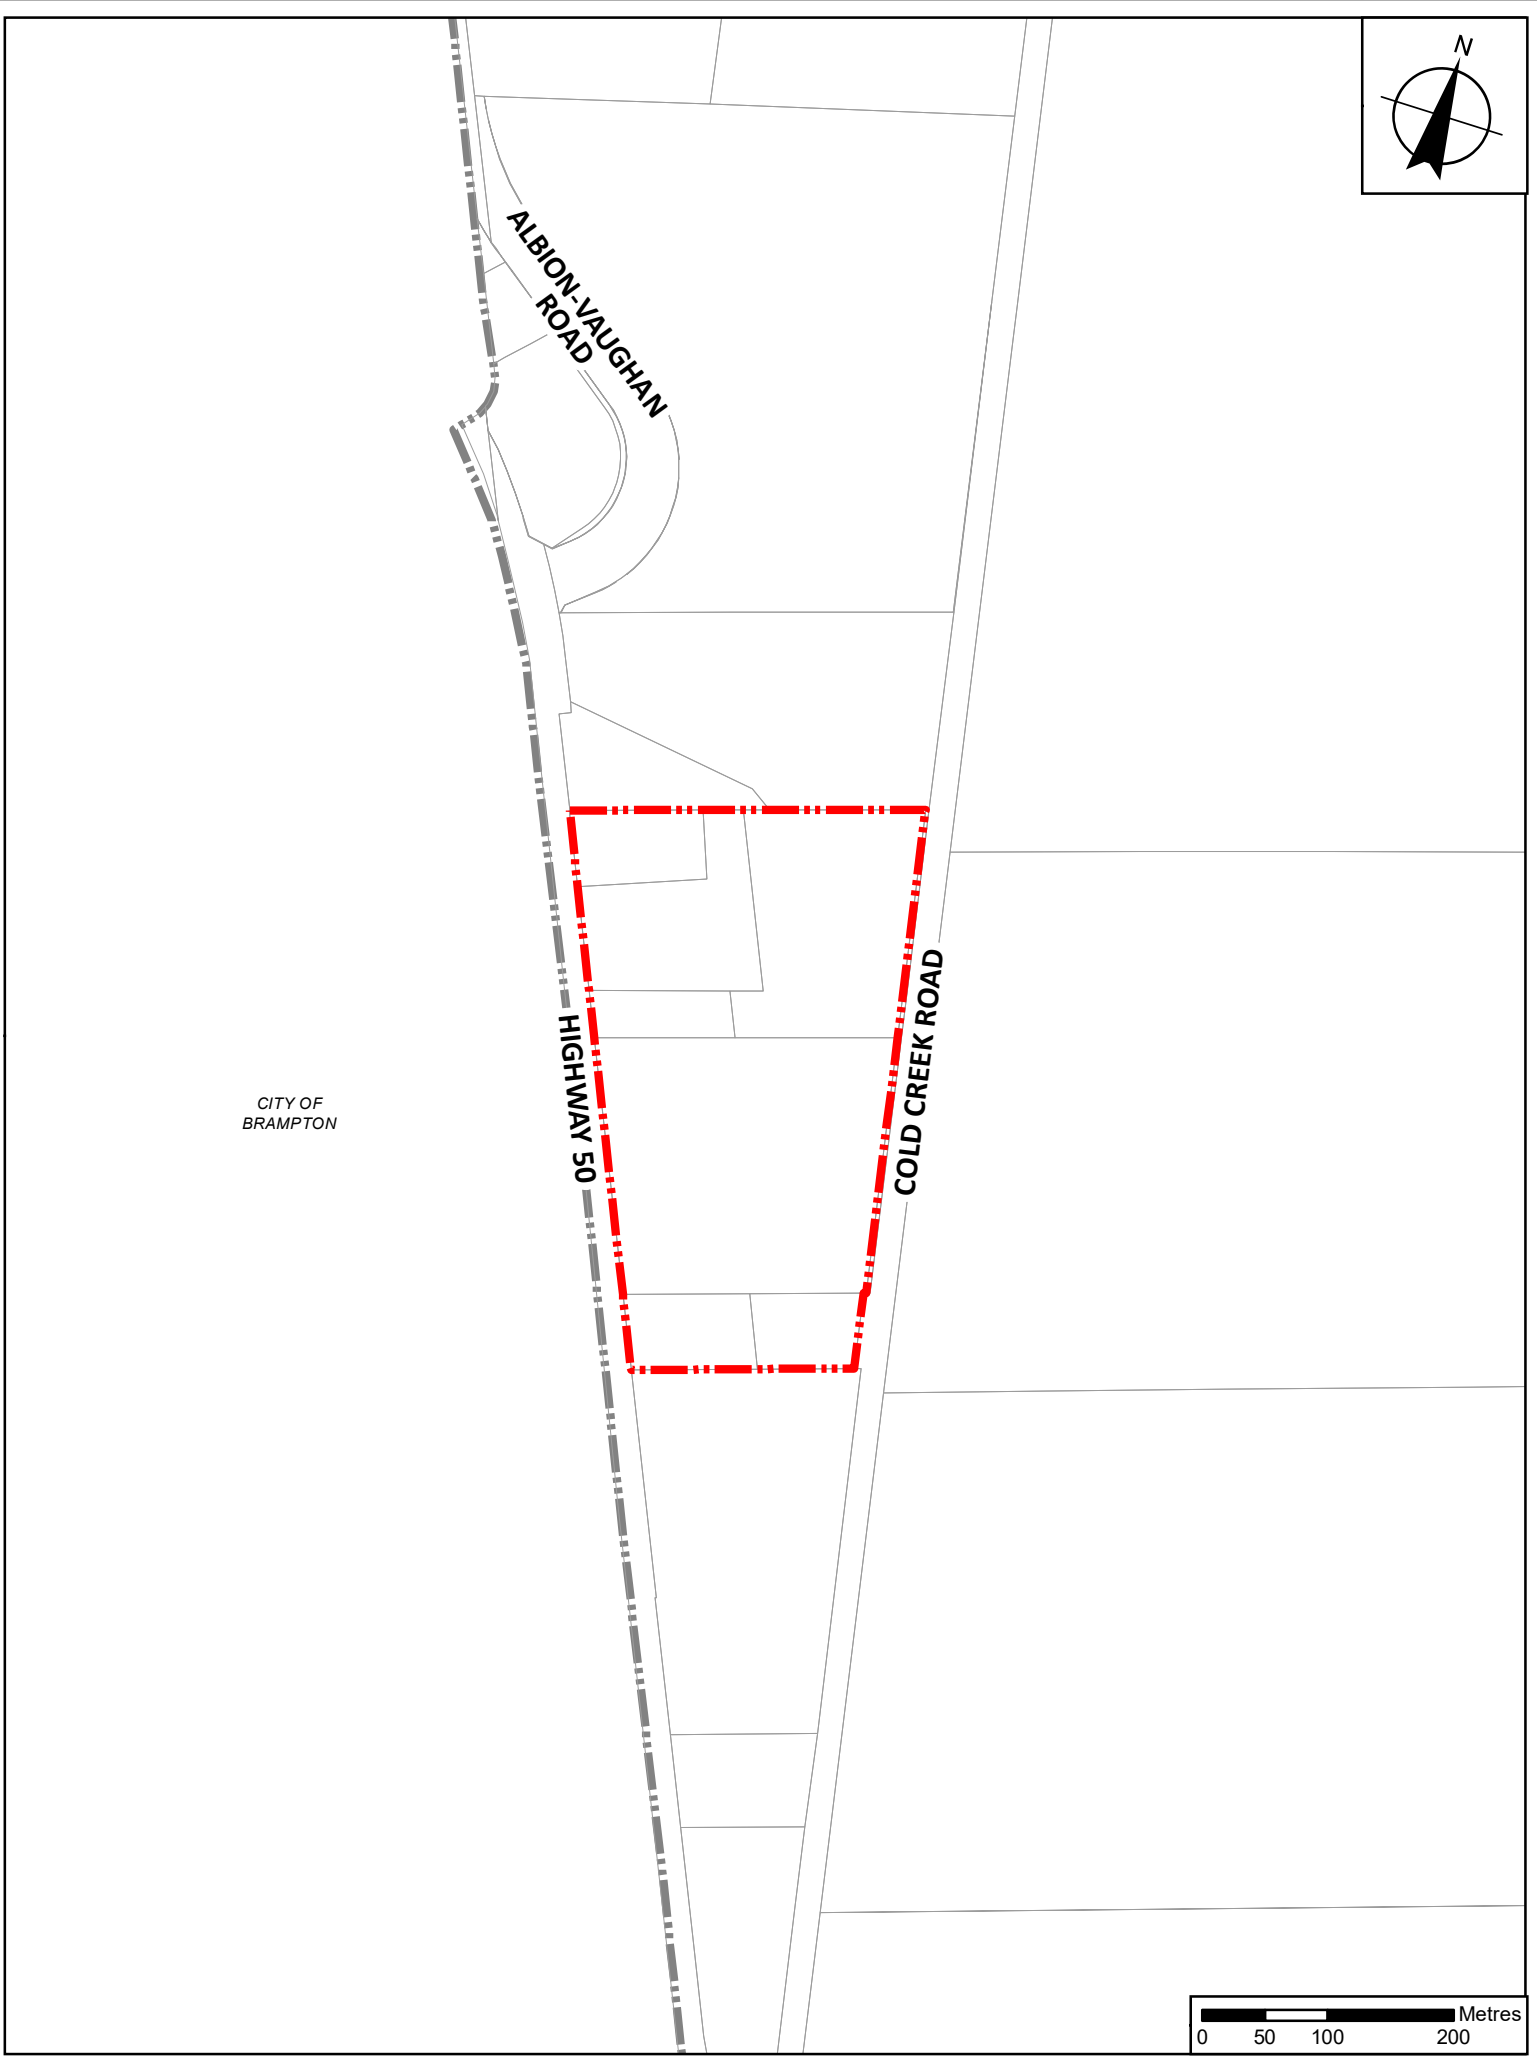 N
ALBION-VAUGHAN
ROAD
COLD CREEK ROAD
HIGHWAY 50
CITY OF
BRAMPTON
Metres
0 50 100 200